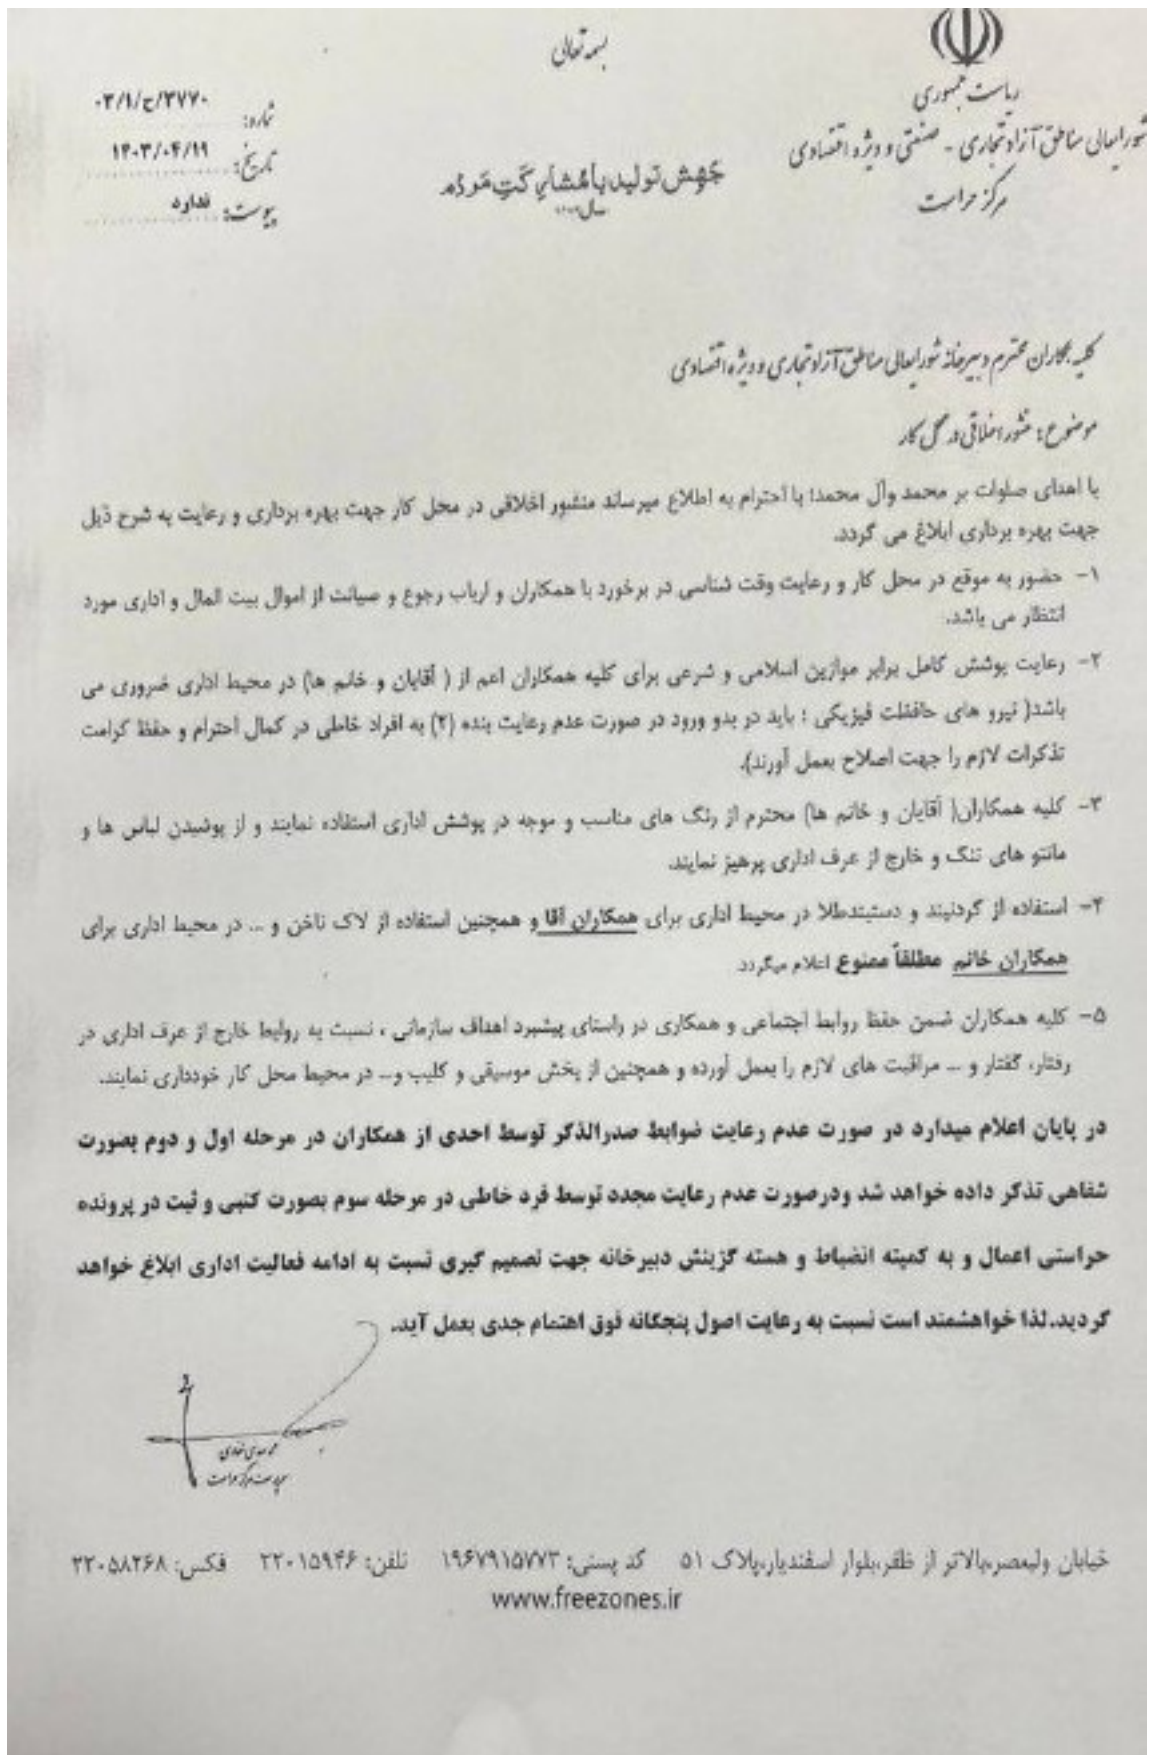 بسمه تعالی
ریاست جمهوری
شورایعالی مناطق آزاد تجاری - صنعتی و ویژه اقتصادی
مرکز حراست
شماره: ۰۳/۱/ح/۳۷۷۰
تاریخ: ۱۴۰۳/۰۴/۱۹
پیوست: ندارد
جهش تولید با مشارکت مردم
سال
کلیه همکاران محترم دبیرخانه شورایعالی مناطق آزاد تجاری و ویژه اقتصادی
موضوع: منشور اخلاقی در محل کار
با اهدای صلوات بر محمد وآل محمد؛ با احترام به اطلاع میرساند منشور اخلاقی در محل کار جهت بهره برداری و رعایت به شرح ذیل
جهت بهره برداری ابلاغ می گردد.
۱- حضور به موقع در محل کار و رعایت وقت شناسی در برخورد با همکاران و ارباب رجوع و صیانت از اموال بیت المال و اداری مورد
انتظار می باشد.
۲- رعایت پوشش کامل برابر موازین اسلامی و شرعی برای کلیه همکاران اعم از ( آقایان و خانم ها) در محیط اداری ضروری می
باشد( نیرو های حافظت فیزیکی ؛ باید در بدو ورود در صورت عدم رعایت بنده (۲) به افراد خاطی در کمال احترام و حفظ کرامت
تذکرات لازم را جهت اصلاح بعمل آورند).
۳- کلیه همکاران( آقایان و خانم ها) محترم از رنگ های مناسب و موجه در پوشش اداری استفاده نمایند و از پوشیدن لباس ها و
مانتو های تنگ و خارج از عرف اداری پرهیز نمایند.
۴- استفاده از گردنبند و دستبندطلا در محیط اداری برای همکاران آقا و همچنین استفاده از لاک ناخن و ... در محیط اداری برای
همکاران خانم مطلقاً ممنوع اعلام میگردد.
۵- کلیه همکاران ضمن حفظ روابط اجتماعی و همکاری در راستای پیشبرد اهداف سازمانی ، نسبت به روابط خارج از عرف اداری در
رفتار، گفتار و ... مراقبت های لازم را بعمل آورده و همچنین از پخش موسیقی و کلیپ و... در محیط محل کار خودداری نمایند.
در پایان اعلام میدارد در صورت عدم رعایت ضوابط صدرالذکر توسط احدی از همکاران در مرحله اول و دوم بصورت
شفاهی تذکر داده خواهد شد ودرصورت عدم رعایت مجدد توسط فرد خاطی در مرحله سوم بصورت کتبی و ثبت در پرونده
حراستی اعمال و به کمیته انضباط و هسته گزینش دبیرخانه جهت تصمیم گیری نسبت به ادامه فعالیت اداری ابلاغ خواهد
گردید.لذا خواهشمند است نسبت به رعایت اصول پنجگانه فوق اهتمام جدی بعمل آید.
سرپرست مرکز حراست
خیابان ولیعصر،بالاتر از ظفر،بلوار اسفندیار،پلاک ۵۱ کد پستی: ۱۹۶۷۹۱۵۷۷۳ تلفن: ۲۲۰۱۵۹۴۶ فکس: ۲۲۰۵۸۲۶۸
www.freezones.ir